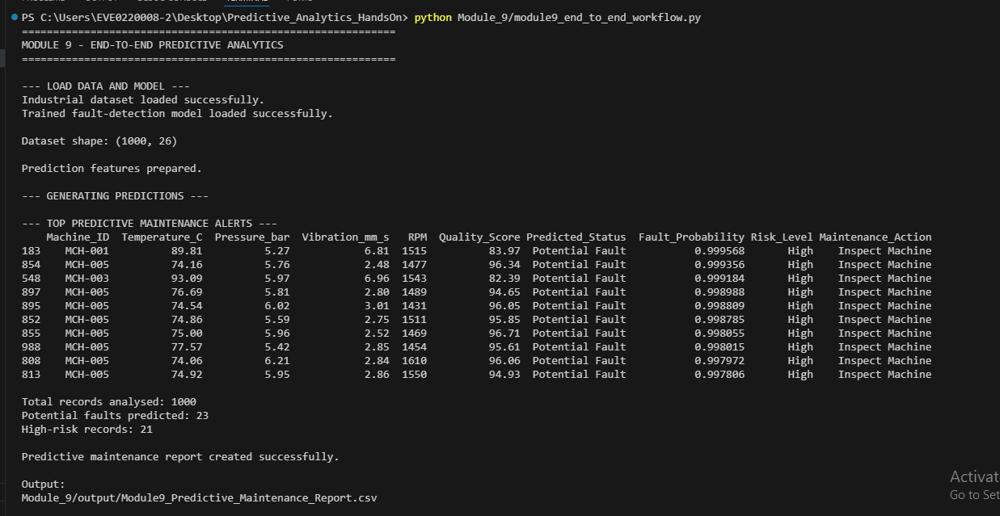 PS C:\Users\EVE0220008-2\Desktop\Predictive_Analytics_HandsOn> python Module_9/module9_end_to_end_workflow.py
============================================================
MODULE 9 - END-TO-END PREDICTIVE ANALYTICS
============================================================
--- LOAD DATA AND MODEL ---
Industrial dataset loaded successfully.
Trained fault-detection model loaded successfully.
Dataset shape: (1000, 26)
Prediction features prepared.
--- GENERATING PREDICTIONS ---
--- TOP PREDICTIVE MAINTENANCE ALERTS ---
Machine_ID Temperature_C Pressure_bar Vibration_mm_s RPM Quality_Score Predicted_Status Fault_Probability Risk_Level Maintenance_Action
183 MCH-001 89.81 5.27 6.81 1515 83.97 Potential Fault 0.999568 High Inspect Machine
854 MCH-005 74.16 5.76 2.48 1477 96.34 Potential Fault 0.999356 High Inspect Machine
548 MCH-003 93.09 5.97 6.96 1543 82.39 Potential Fault 0.999184 High Inspect Machine
897 MCH-005 76.69 5.81 2.80 1489 94.65 Potential Fault 0.998988 High Inspect Machine
895 MCH-005 74.54 6.02 3.01 1431 96.05 Potential Fault 0.998809 High Inspect Machine
852 MCH-005 74.86 5.59 2.75 1511 95.85 Potential Fault 0.998785 High Inspect Machine
855 MCH-005 75.00 5.96 2.52 1469 96.71 Potential Fault 0.998055 High Inspect Machine
988 MCH-005 77.57 5.42 2.85 1454 95.61 Potential Fault 0.998015 High Inspect Machine
808 MCH-005 74.06 6.21 2.84 1610 96.06 Potential Fault 0.997972 High Inspect Machine
813 MCH-005 74.92 5.95 2.86 1550 94.93 Potential Fault 0.997806 High Inspect Machine
Total records analysed: 1000
Potential faults predicted: 23
High-risk records: 21
Predictive maintenance report created successfully.
Output:
Module_9/output/Module9_Predictive_Maintenance_Report.csv
Activat
Go to Set